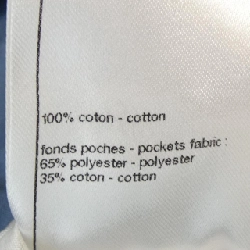 100% coton - cotton
fonds poches - pockets fabric :
65% polyester - polyester
35% coton - cotton